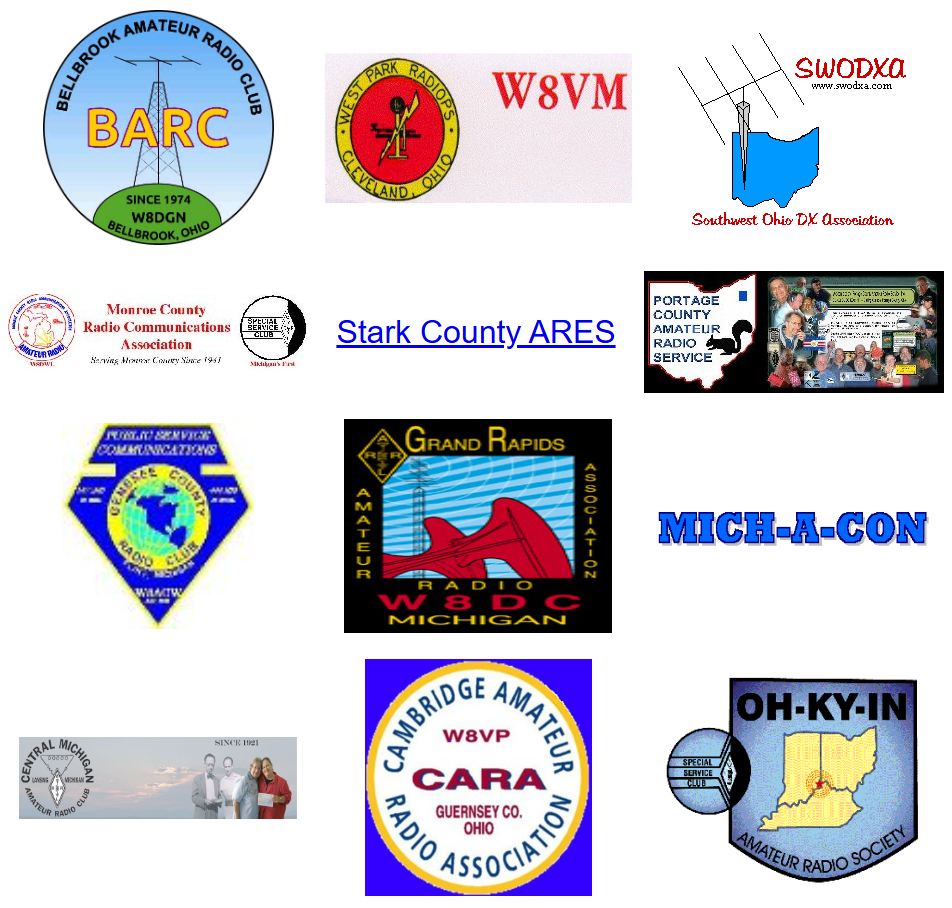 BELLBROOK AMATEUR RADIO CLUB
BARC
SINCE 1974
W8DGN
BELLBROOK, OHIO
WEST PARK RADIOPS
CLEVELAND, OHIO
W8VM
SWODXA
www.swodxa.com
Southwest Ohio DX Association
AMATEUR RADIO
Monroe County
Radio Communications
Association
Serving Monroe County Since 1941
SPECIAL
SERVICE
CLUB
Michigan's First
Stark County ARES
PORTAGE
COUNTY
AMATEUR
RADIO
SERVICE
PUBLIC SERVICE
COMMUNICATIONS
GENESEE COUNTY
RADIO CLUB
FLINT, MICHIGAN
GRAND RAPIDS
ARRL
AMATEUR
RADIO
ASSOCIATION
W8DC
MICHIGAN
MICH-A-CON
CENTRAL MICHIGAN
LANSING MICHIGAN
AMATEUR RADIO CLUB
SINCE 1921
CAMBRIDGE AMATEUR
W8VP
CARA
GUERNSEY CO.
OHIO
RADIO ASSOCIATION
OH-KY-IN
SPECIAL
SERVICE
CLUB
AMATEUR RADIO SOCIETY